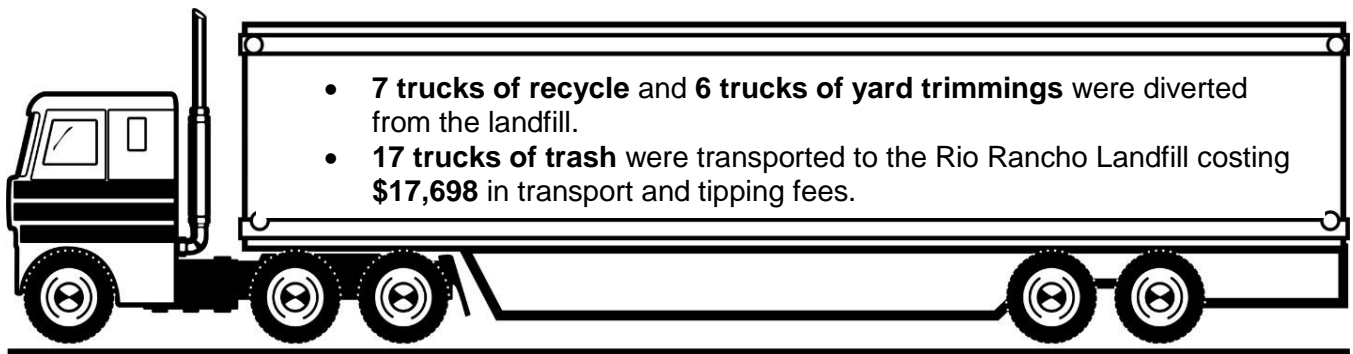 • 7 trucks of recycle and 6 trucks of yard trimmings were diverted
from the landfill.
• 17 trucks of trash were transported to the Rio Rancho Landfill costing
$17,698 in transport and tipping fees.